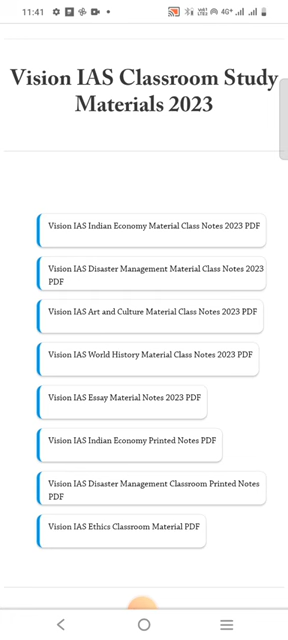 11:41
4G+
Vision IAS Classroom Study
Materials 2023
Vision IAS Indian Economy Material Class Notes 2023 PDF
Vision IAS Disaster Management Material Class Notes 2023
PDF
Vision IAS Art and Culture Material Class Notes 2023 PDF
Vision IAS World History Material Class Notes 2023 PDF
Vision IAS Essay Material Notes 2023 PDF
Vision IAS Indian Economy Printed Notes PDF
Vision IAS Disaster Management Classroom Printed Notes
PDF
Vision IAS Ethics Classroom Material PDF